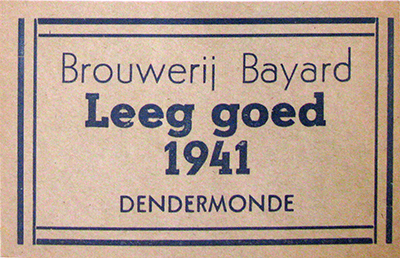 Brouwerij Bayard
Leeg goed
1941
DENDERMONDE